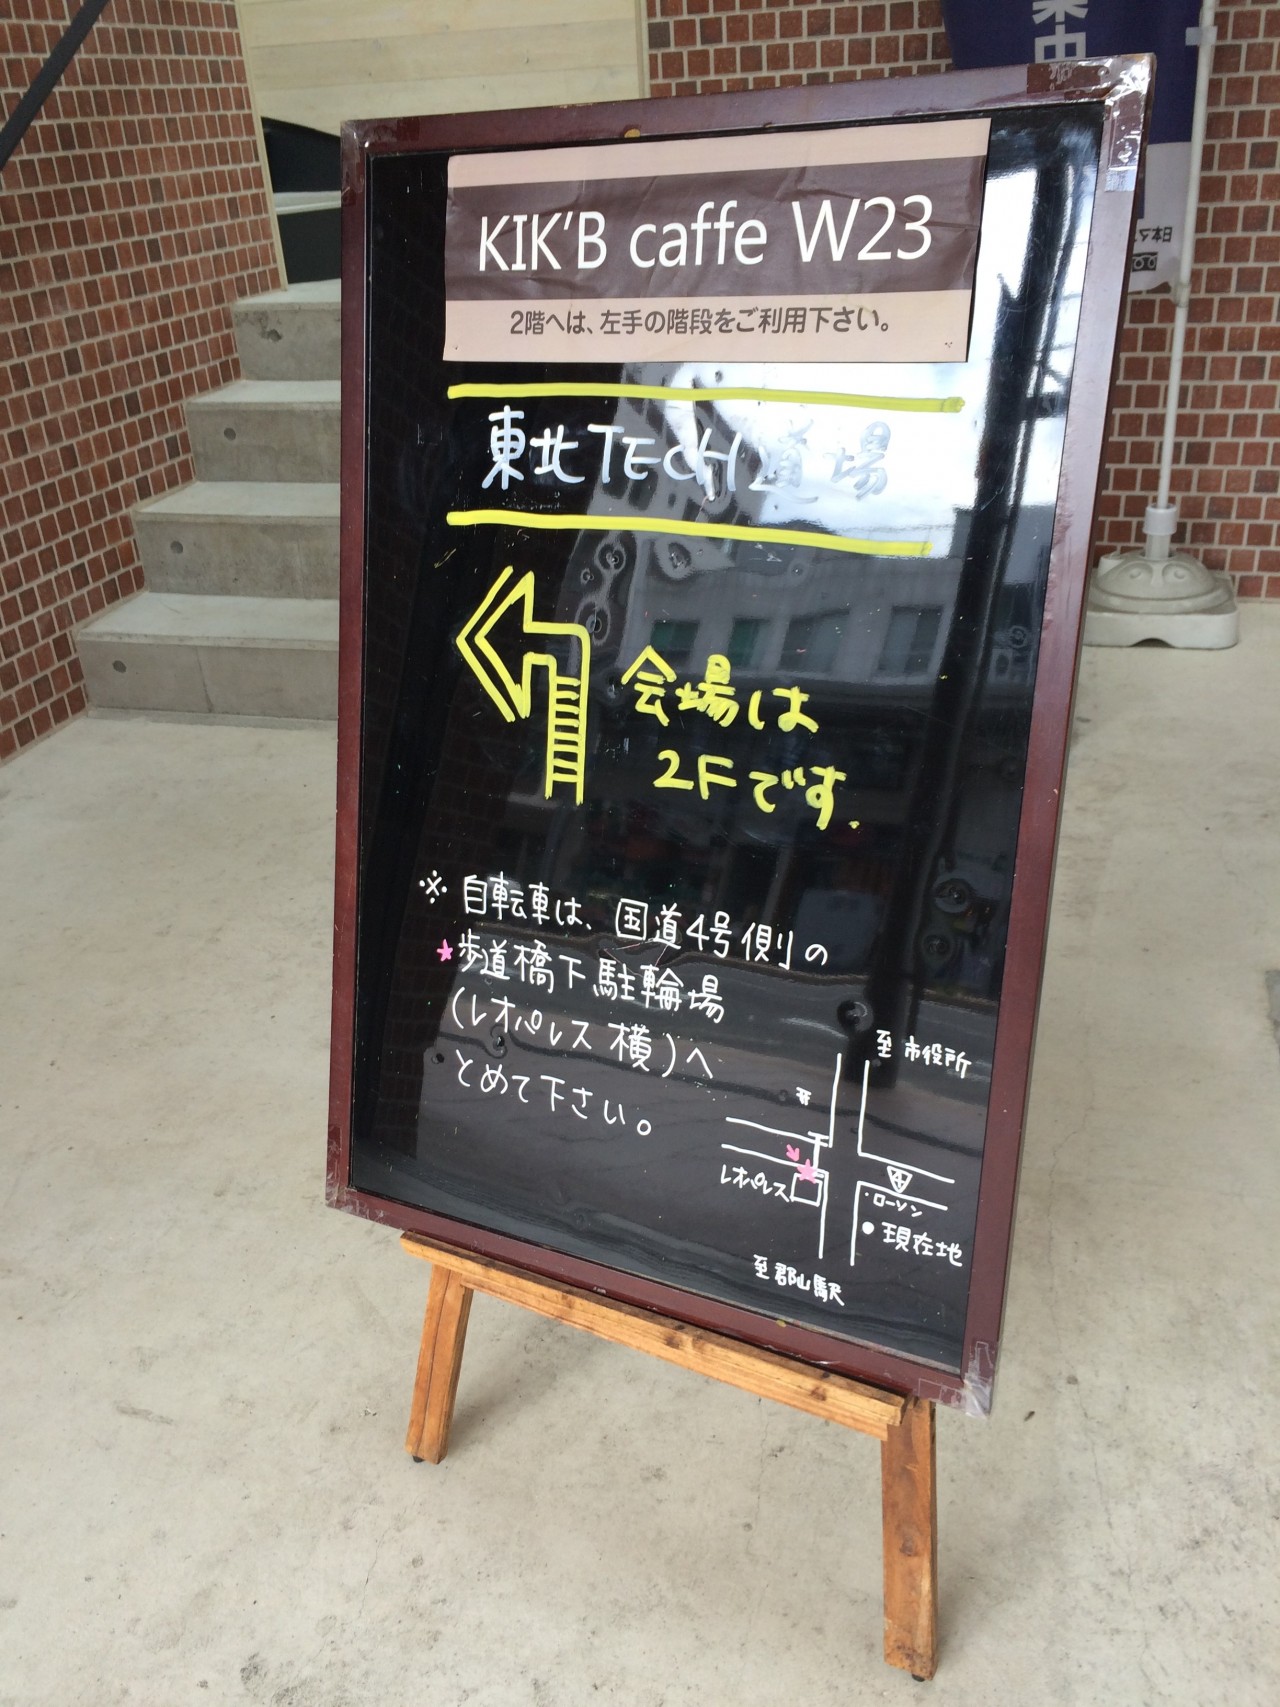 集中
KIK'B caffe W23
2階へは、左手の階段をご利用下さい。
東北TECH道場
会場は
2Fです.
※ 自転車は、国道4号側の
★歩道橋下駐輪場
(レオパレス横)へ
とめて下さい。
至 市役所
レオパレス
ローソン
●現在地
至 郡山駅